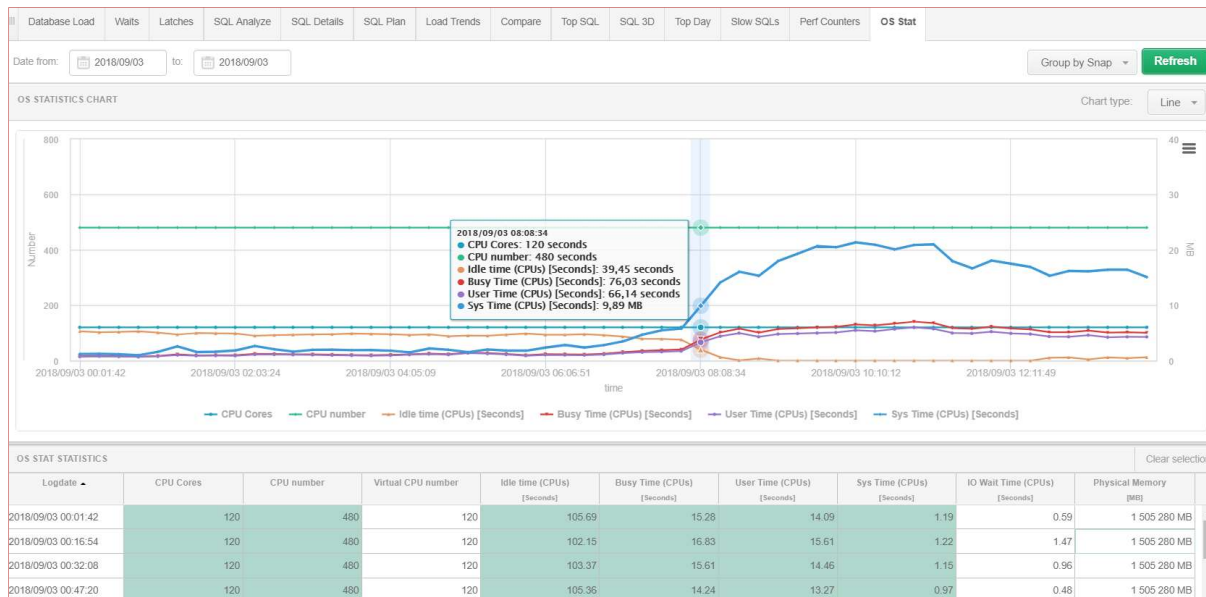 Database Load Waits Latches SQL Analyze SQL Details SQL Plan Load Trends Compare Top SQL SQL 3D Top Day Slow SQLs Perf Counters OS Stat
Date from: 2018/09/03 to: 2018/09/03 Group by Snap Refresh
OS STATISTICS CHART Chart type: Line
800 40
600 30
400 20
200 10
0 0
Number
MB
2018/09/03 08:08:34
CPU Cores: 120 seconds
CPU number: 480 seconds
Idle time (CPUs) [Seconds]: 39,45 seconds
Busy Time (CPUs) [Seconds]: 76,03 seconds
User Time (CPUs) [Seconds]: 66,14 seconds
Sys Time (CPUs) [Seconds]: 9,89 MB
2018/09/03 00:01:42 2018/09/03 02:03:24 2018/09/03 04:05:09 2018/09/03 06:06:51 2018/09/03 08:08:34 2018/09/03 10:10:12 2018/09/03 12:11:49
time
CPU Cores CPU number Idle time (CPUs) [Seconds] Busy Time (CPUs) [Seconds] User Time (CPUs) [Seconds] Sys Time (CPUs) [Seconds]
OS STAT STATISTICS Clear selectio
Logdate CPU Cores CPU number Virtual CPU number Idle time (CPUs) Busy Time (CPUs) User Time (CPUs) Sys Time (CPUs) IO Wait Time (CPUs) Physical Memory
[Seconds] [Seconds] [Seconds] [Seconds] [Seconds] [MB]
2018/09/03 00:01:42 120 480 120 105.69 15.28 14.09 1.19 0.59 1 505 280 MB
2018/09/03 00:16:54 120 480 120 102.15 16.83 15.61 1.22 1.47 1 505 280 MB
2018/09/03 00:32:08 120 480 120 103.37 15.61 14.46 1.15 0.96 1 505 280 MB
2018/09/03 00:47:20 120 480 120 105.36 14.24 13.27 0.97 0.48 1 505 280 MB